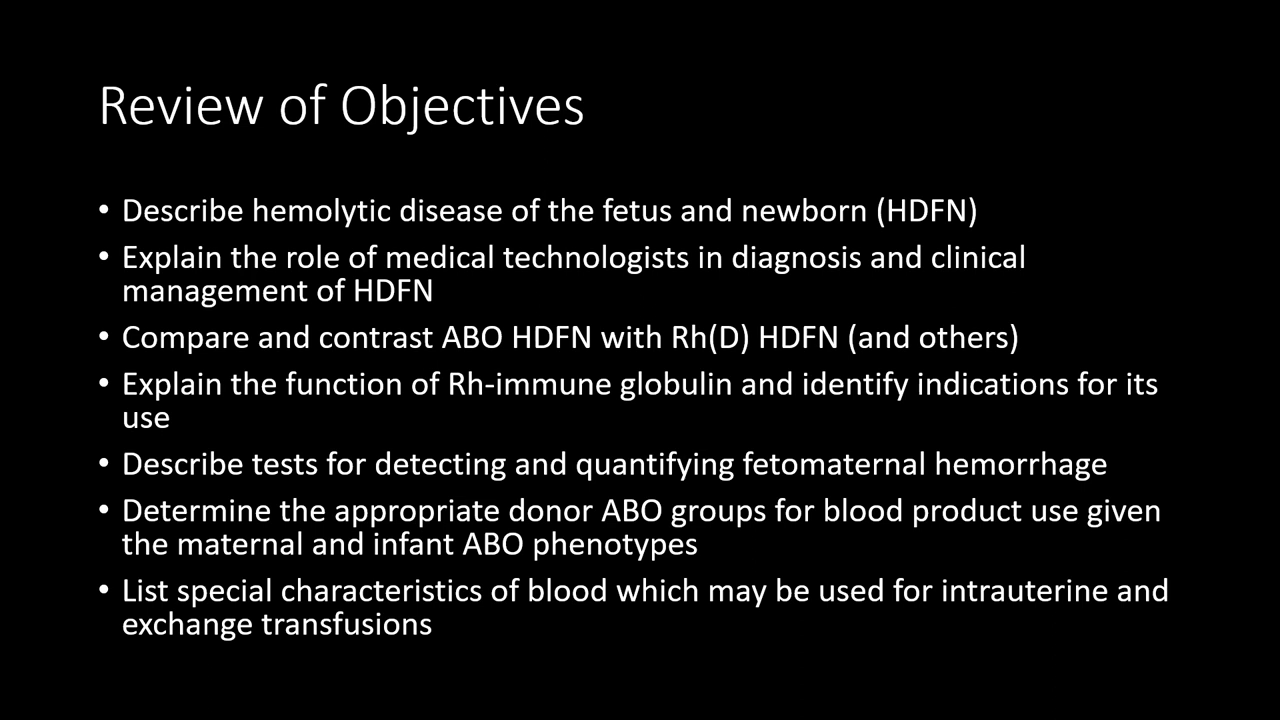 Review of Objectives
• Describe hemolytic disease of the fetus and newborn (HDFN)
• Explain the role of medical technologists in diagnosis and clinical
management of HDFN
• Compare and contrast ABO HDFN with Rh(D) HDFN (and others)
• Explain the function of Rh-immune globulin and identify indications for its
use
• Describe tests for detecting and quantifying fetomaternal hemorrhage
• Determine the appropriate donor ABO groups for blood product use given
the maternal and infant ABO phenotypes
• List special characteristics of blood which may be used for intrauterine and
exchange transfusions